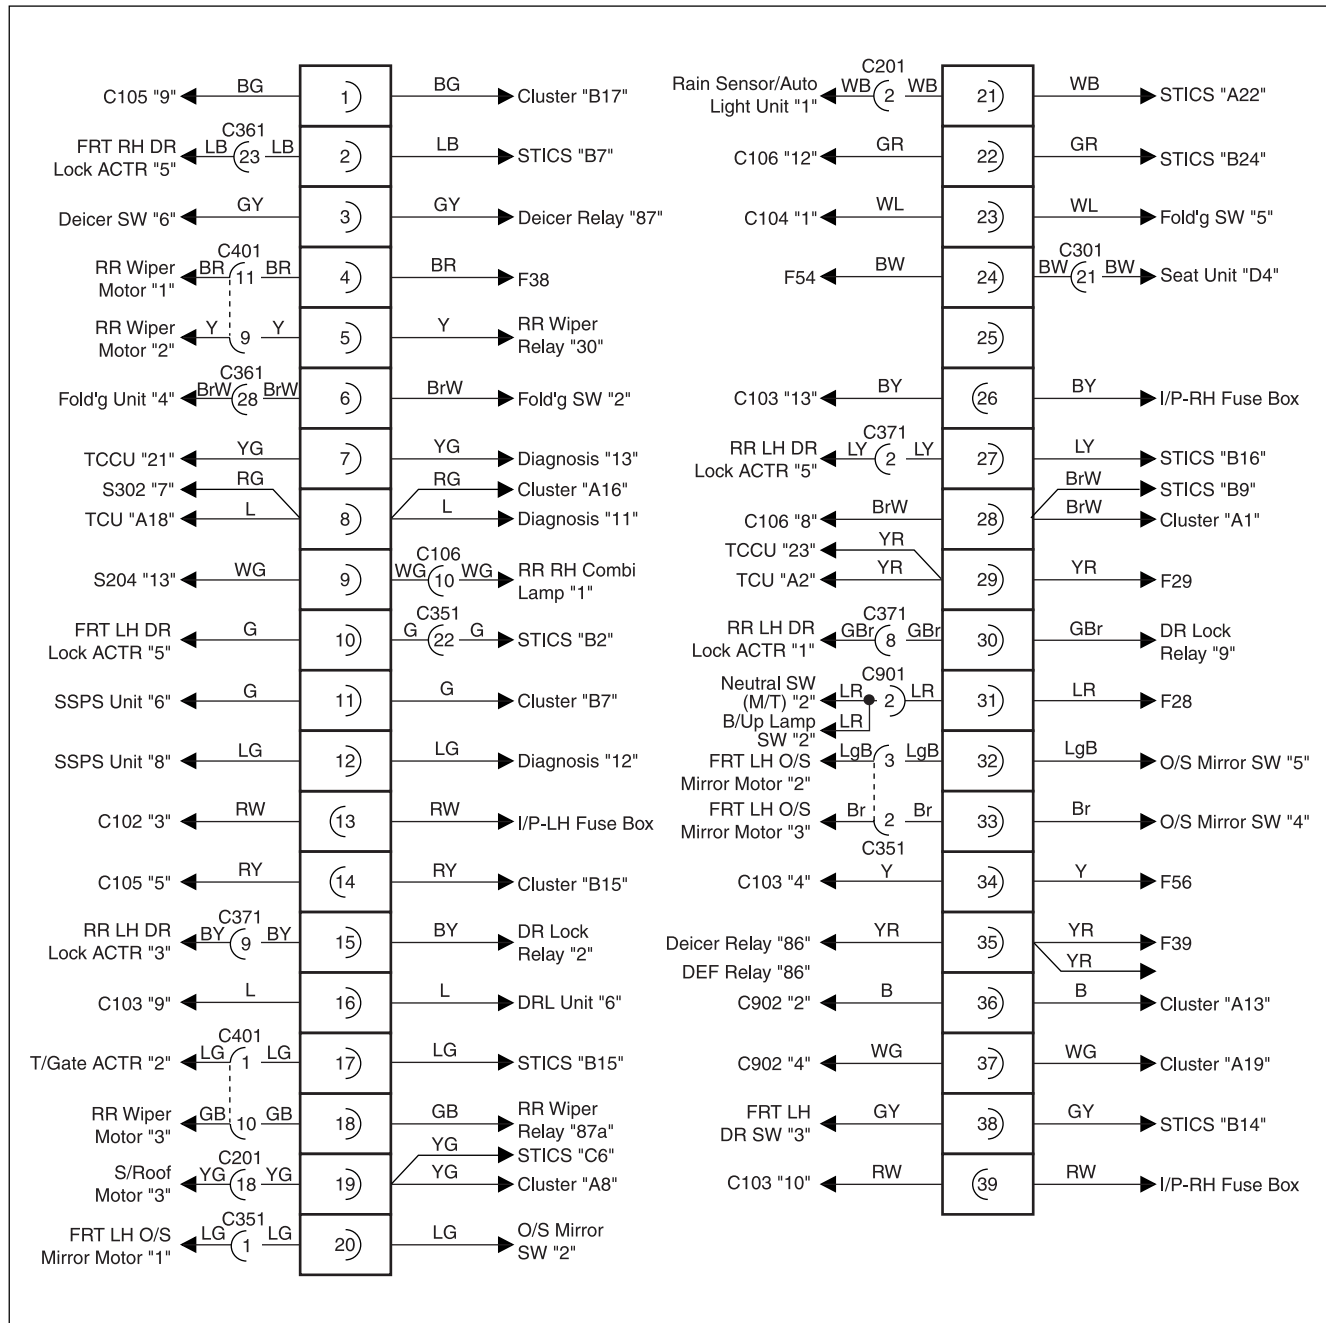 C105 "9" BG 1 BG Cluster "B17"
C361
FRT RH DR
Lock ACTR "5" LB 23 LB 2 LB STICS "B7"
Deicer SW "6" GY 3 GY Deicer Relay "87"
C401
RR Wiper
Motor "1" BR 11 BR 4 BR F38
RR Wiper
Motor "2" Y 9 Y 5 Y RR Wiper
Relay "30"
C361
Fold'g Unit "4" BrW 28 BrW 6 BrW Fold'g SW "2"
TCCU "21" YG 7 YG Diagnosis "13"
S302 "7" RG RG Cluster "A16"
TCU "A18" L 8 L Diagnosis "11"
C106
S204 "13" WG 9 WG 10 WG RR RH Combi
Lamp "1"
C351
FRT LH DR
Lock ACTR "5" G 10 G 22 G STICS "B2"
SSPS Unit "6" G 11 G Cluster "B7"
SSPS Unit "8" LG 12 LG Diagnosis "12"
C102 "3" RW 13 RW I/P-LH Fuse Box
C105 "5" RY 14 RY Cluster "B15"
C371
RR LH DR
Lock ACTR "3" BY 9 BY 15 BY DR Lock
Relay "2"
C103 "9" L 16 L DRL Unit "6"
C401
T/Gate ACTR "2" LG 1 LG 17 LG STICS "B15"
RR Wiper
Motor "3" GB 10 GB 18 GB RR Wiper
Relay "87a"
YG STICS "C6"
C201
S/Roof
Motor "3" YG 18 YG 19 YG Cluster "A8"
C351
FRT LH O/S
Mirror Motor "1" LG 1 LG 20 LG O/S Mirror
SW "2"
C201
Rain Sensor/Auto
Light Unit "1" WB 2 WB 21 WB STICS "A22"
C106 "12" GR 22 GR STICS "B24"
C104 "1" WL 23 WL Fold'g SW "5"
C301
F54 BW 24 BW 21 BW Seat Unit "D4"
25
C103 "13" BY 26 BY I/P-RH Fuse Box
C371
RR LH DR
Lock ACTR "5" LY 2 LY 27 LY STICS "B16"
BrW STICS "B9"
C106 "8" BrW 28 BrW Cluster "A1"
TCCU "23" YR
TCU "A2" YR 29 YR F29
C371
RR LH DR
Lock ACTR "1" GBr 8 GBr 30 GBr DR Lock
Relay "9"
C901
Neutral SW
(M/T) "2" LR 2 LR 31 LR F28
B/Up Lamp
SW "2" LR
FRT LH O/S
Mirror Motor "2" LgB 3 LgB 32 LgB O/S Mirror SW "5"
FRT LH O/S
Mirror Motor "3" Br 2 Br 33 Br O/S Mirror SW "4"
C351
C103 "4" Y 34 Y F56
Deicer Relay "86" YR 35 YR F39
DEF Relay "86" YR
C902 "2" B 36 B Cluster "A13"
C902 "4" WG 37 WG Cluster "A19"
FRT LH
DR SW "3" GY 38 GY STICS "B14"
C103 "10" RW 39 RW I/P-RH Fuse Box